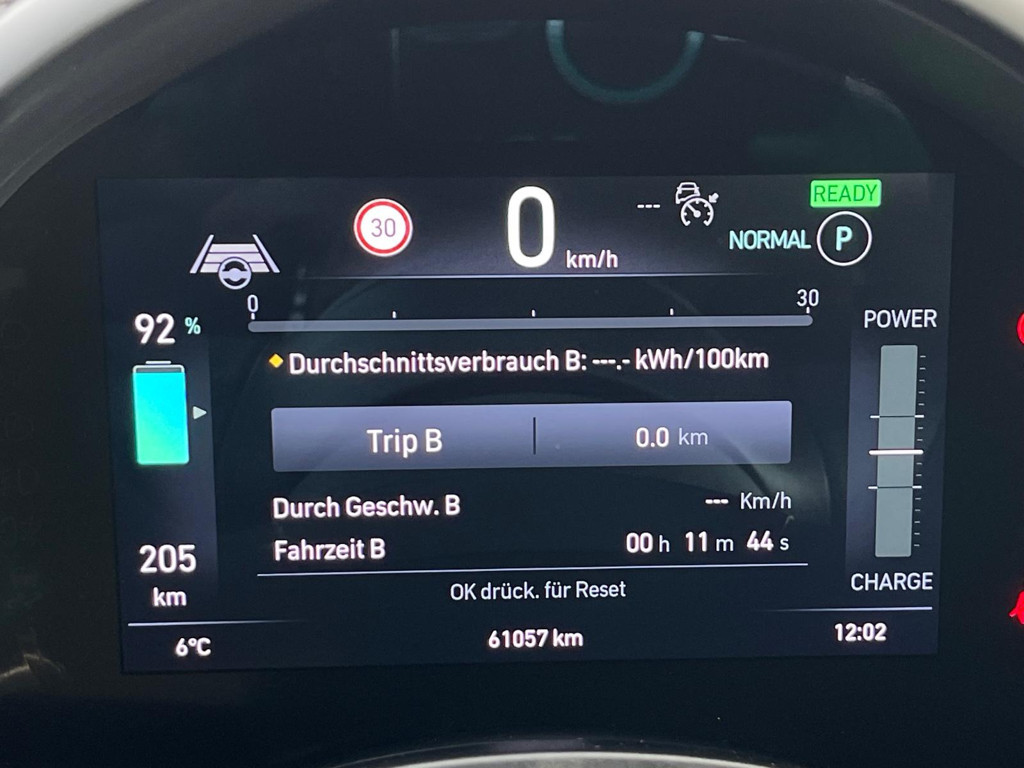 READY
30
0 km/h
---
NORMAL P
0
30
92 %
POWER
Durchschnittsverbrauch B: ---.- kWh/100km
Trip B
0.0 km
Durch Geschw. B
--- Km/h
Fahrzeit B
00 h 11 m 44 s
205
km
OK drück. für Reset
CHARGE
6°C
61057 km
12:02